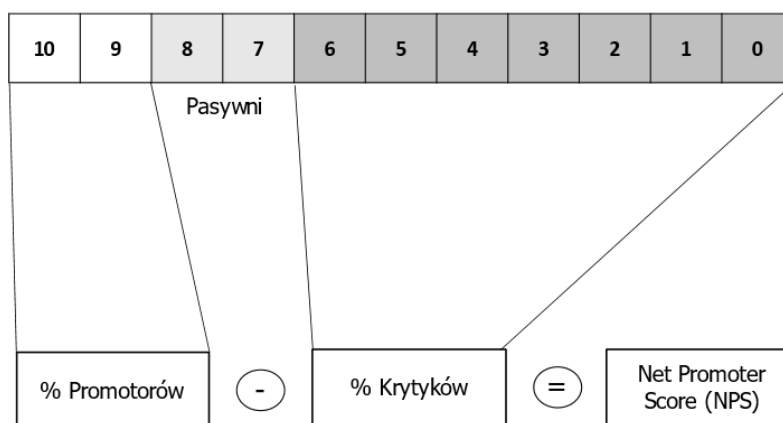 10 9 8 7 6 5 4 3 2 1 0
Pasywni
% Promotorów - % Krytyków = Net Promoter
Score (NPS)